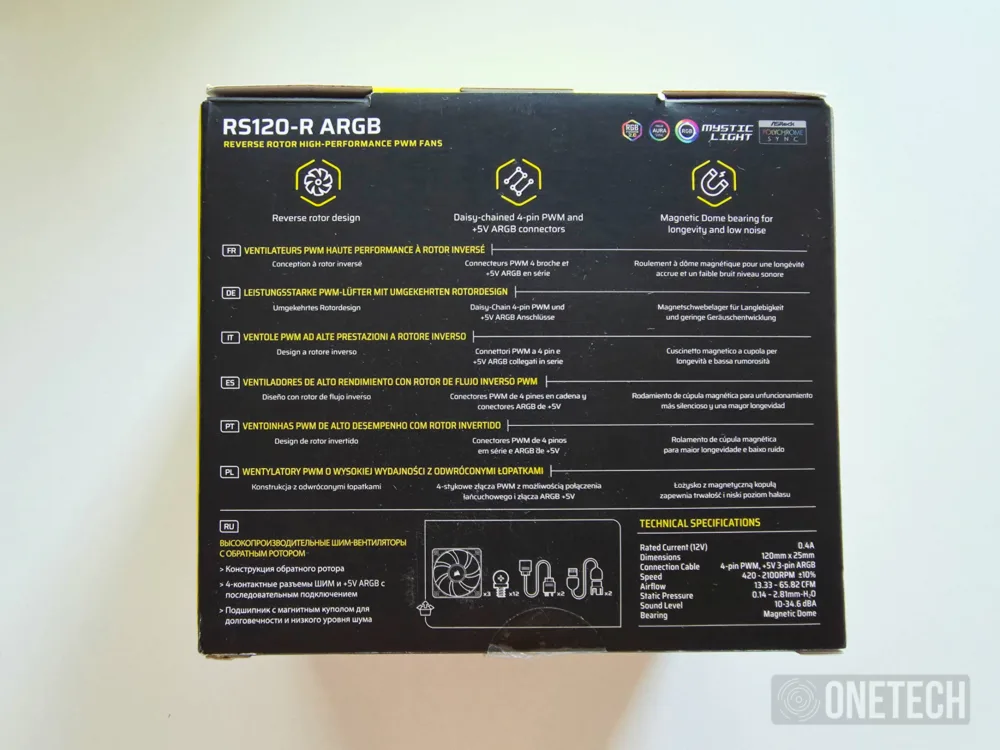 RS120-R ARGB
REVERSE ROTOR HIGH-PERFORMANCE PWM FANS
RGB
AURA
RGB
MYSTIC
LIGHT
ASRock
POLYCHROME
SYNC
Reverse rotor design
Daisy-chained 4-pin PWM and
+5V ARGB connectors
Magnetic Dome bearing for
longevity and low noise
FR VENTILATEURS PWM HAUTE PERFORMANCE À ROTOR INVERSÉ
Conception à rotor inversé
Connecteurs PWM 4 broche et
+5V ARGB en série
Roulement à dôme magnétique pour une longévité
accrue et un faible bruit niveau sonore
DE LEISTUNGSSTARKE PWM-LÜFTER MIT UMGEKEHRTEN ROTORDESIGN
Umgekehrtes Rotordesign
Daisy-Chain 4-pin PWM und
+5V ARGB Anschlüsse
Magnetschwebelager für Langlebigkeit
und geringe Geräuschentwicklung
IT VENTOLE PWM AD ALTE PRESTAZIONI A ROTORE INVERSO
Design a rotore inverso
Connettori PWM a 4 pin e
+5V ARGB collegati in serie
Cuscinetto magnetico a cupola per
longevità e bassa rumorosità
ES VENTILADORES DE ALTO RENDIMIENTO CON ROTOR DE FLUJO INVERSO PWM
Diseño con rotor de flujo inverso
Conectores PWM de 4 pines en cadena y
conectores ARGB de +5V
Rodamiento de cúpula magnética para unfuncionamiento
más silencioso y una mayor longevidad
PT VENTOINHAS PWM DE ALTO DESEMPENHO COM ROTOR INVERTIDO
Design de rotor invertido
Conectores PWM de 4 pinos
em série e ARGB de +5V
Rolamento de cúpula magnética
para maior longevidade e baixo ruído
PL WENTYLATORY PWM O WYSOKIEJ WYDAJNOŚCI Z ODWRÓCONYMI ŁOPATKAMI
Konstrukcja z odwróconymi łopatkami
4-stykowe złącza PWM z możliwością połączenia
łańcuchowego i złącza ARGB +5V
Łożysko z magnetyczną kopułą
zapewnia trwałość i niski poziom hałasu
RU
ВЫСОКОПРОИЗВОДИТЕЛЬНЫЕ ШИМ-ВЕНТИЛЯТОРЫ
С ОБРАТНЫМ РОТОРОМ
> Конструкция обратного ротора
> 4-контактные разъемы ШИМ и +5V ARGB с
последовательным подключением
> Подшипник с магнитным куполом для
долговечности и низкого уровня шума
x3 x12 x2 x2
TECHNICAL SPECIFICATIONS
Rated Current (12V) 0.4A
Dimensions 120mm x 25mm
Connection Cable 4-pin PWM, +5V 3-pin ARGB
Speed 420 - 2100RPM ±10%
Airflow 13.33 - 65.82 CFM
Static Pressure 0.14 - 2.81mm-H₂O
Sound Level 10-34.6 dBA
Bearing Magnetic Dome
ONETECH